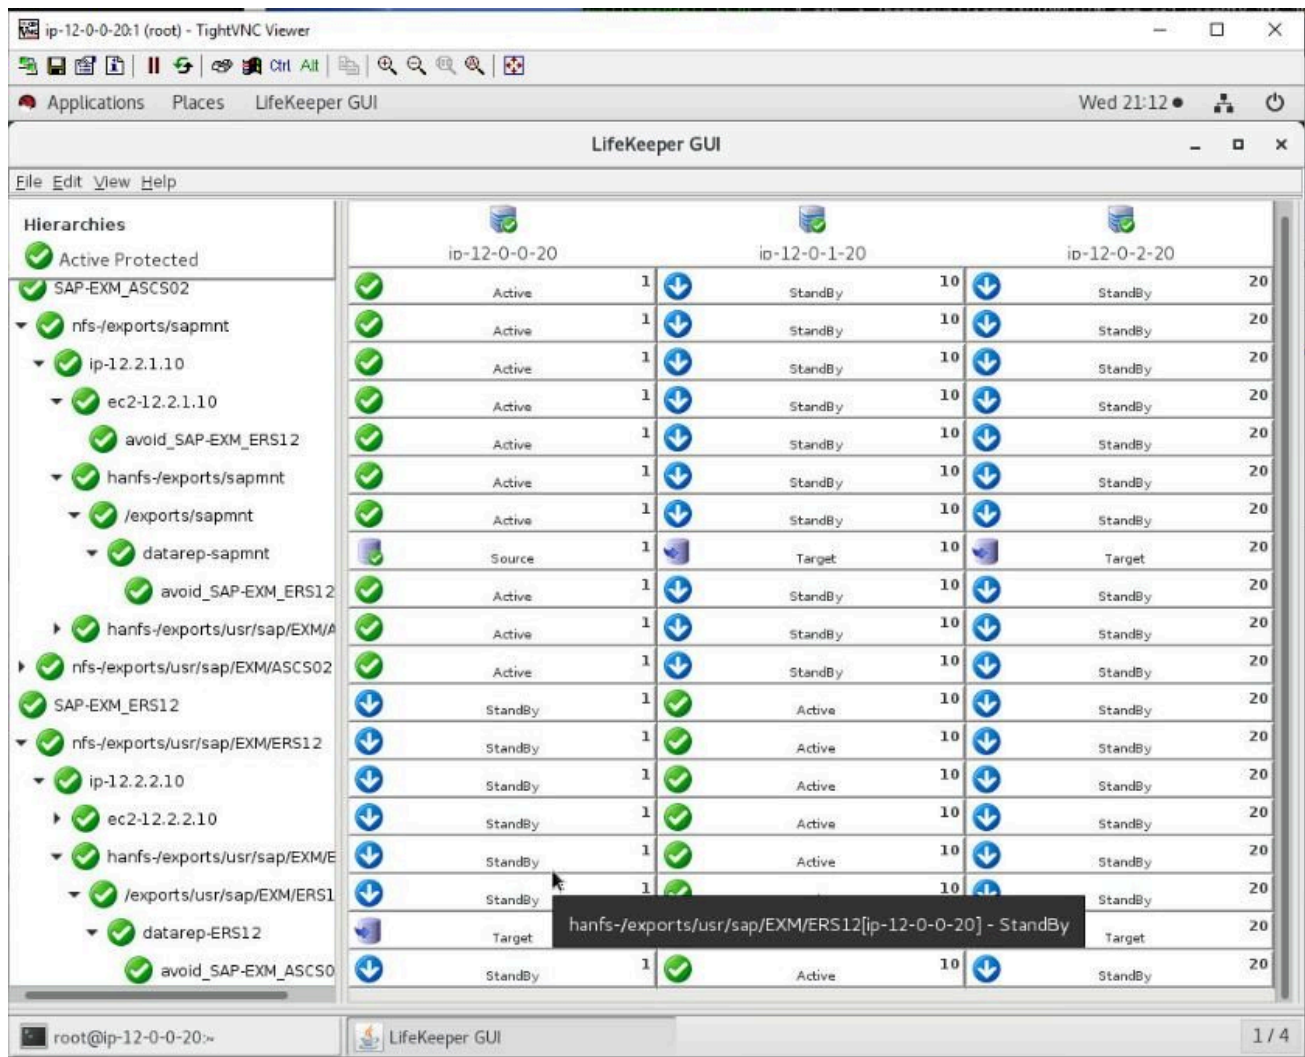 ip-12-0-0-20:1 (root) - TightVNC Viewer
Ctrl Alt
Applications Places LifeKeeper GUI Wed 21:12
LifeKeeper GUI
File Edit View Help
Hierarchies
Active Protected
ip-12-0-0-20 ip-12-0-1-20 ip-12-0-2-20
SAP-EXM_ASCS02 Active 1 StandBy 10 StandBy 20
nfs-/exports/sapmnt Active 1 StandBy 10 StandBy 20
ip-12.2.1.10 Active 1 StandBy 10 StandBy 20
ec2-12.2.1.10 Active 1 StandBy 10 StandBy 20
avoid_SAP-EXM_ERS12 Active 1 StandBy 10 StandBy 20
hanfs-/exports/sapmnt Active 1 StandBy 10 StandBy 20
/exports/sapmnt Active 1 StandBy 10 StandBy 20
datarep-sapmnt Source 1 Target 10 Target 20
avoid_SAP-EXM_ERS12 Active 1 StandBy 10 StandBy 20
hanfs-/exports/usr/sap/EXM/A Active 1 StandBy 10 StandBy 20
nfs-/exports/usr/sap/EXM/ASCS02 Active 1 StandBy 10 StandBy 20
SAP-EXM_ERS12 StandBy 1 Active 10 StandBy 20
nfs-/exports/usr/sap/EXM/ERS12 StandBy 1 Active 10 StandBy 20
ip-12.2.2.10 StandBy 1 Active 10 StandBy 20
ec2-12.2.2.10 StandBy 1 Active 10 StandBy 20
hanfs-/exports/usr/sap/EXM/E StandBy 1 Active 10 StandBy 20
/exports/usr/sap/EXM/ERS1 StandBy 1 10 StandBy 20
datarep-ERS12 Target Target 20
hanfs-/exports/usr/sap/EXM/ERS12[ip-12-0-0-20] - StandBy
avoid_SAP-EXM_ASCS0 StandBy 1 Active 10 StandBy 20
root@ip-12-0-0-20:~ LifeKeeper GUI 1 / 4